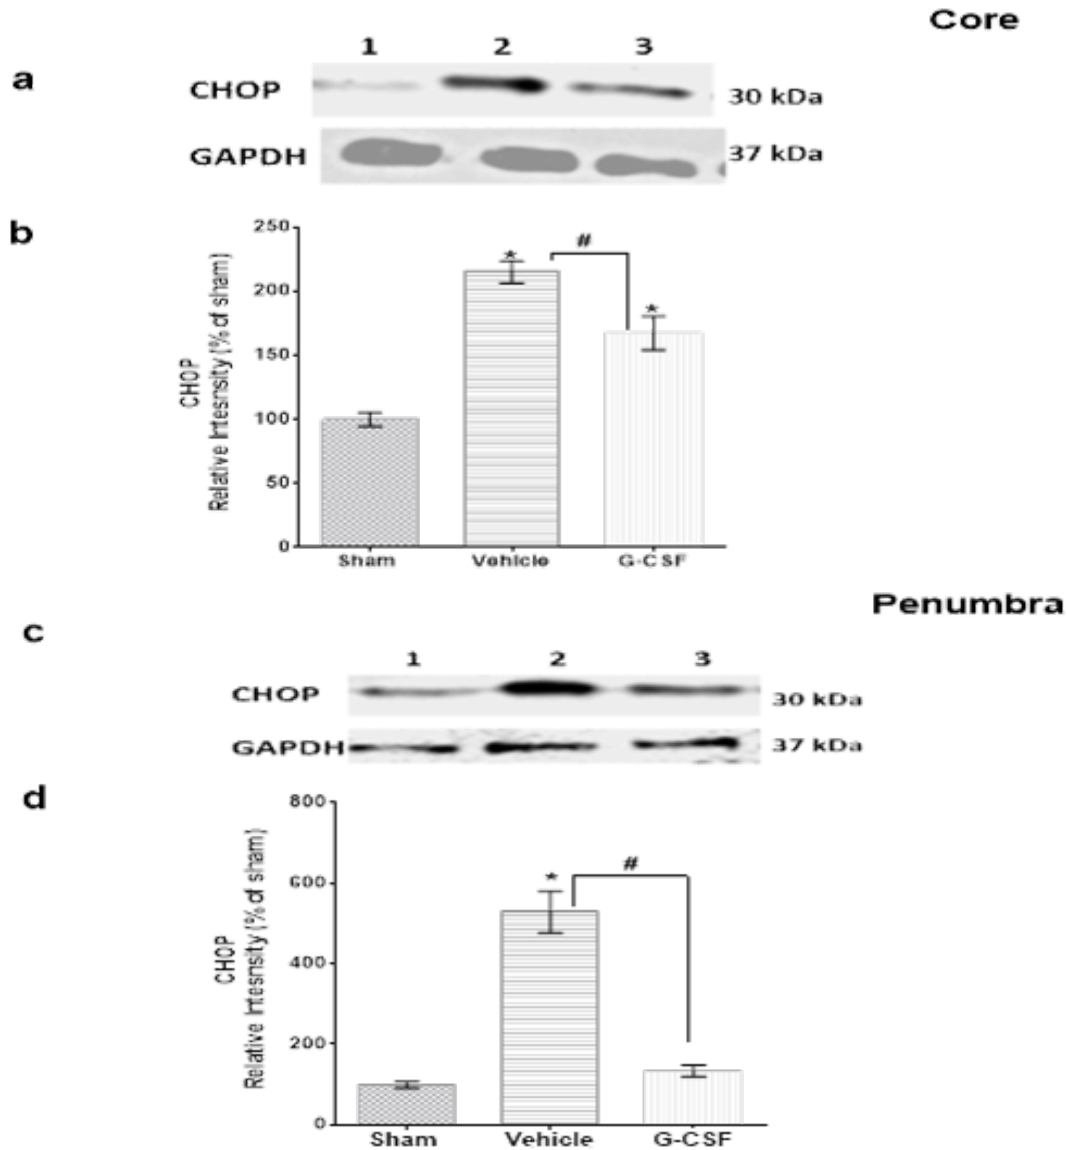 Core
1 2 3
a
CHOP 30 kDa
GAPDH 37 kDa
b
CHOP
Relative Intesnsity (% of sham)
250
200
150
100
50
0
*
#
*
Sham Vehicle G-CSF
Penumbra
c
1 2 3
CHOP 30 kDa
GAPDH 37 kDa
d
CHOP
Relative Intesnsity (% of sham)
800
600
400
200
0
*
#
Sham Vehicle G-CSF